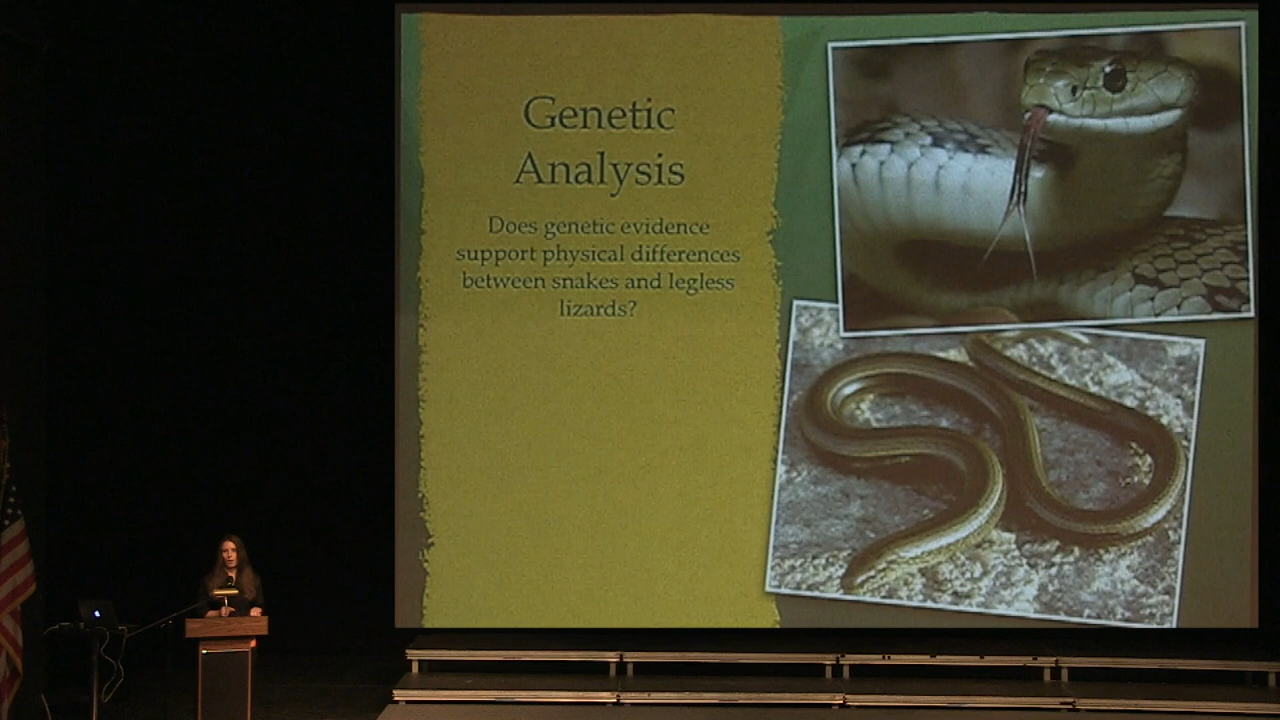 Genetic
Analysis
Does genetic evidence
support physical differences
between snakes and legless
lizards?